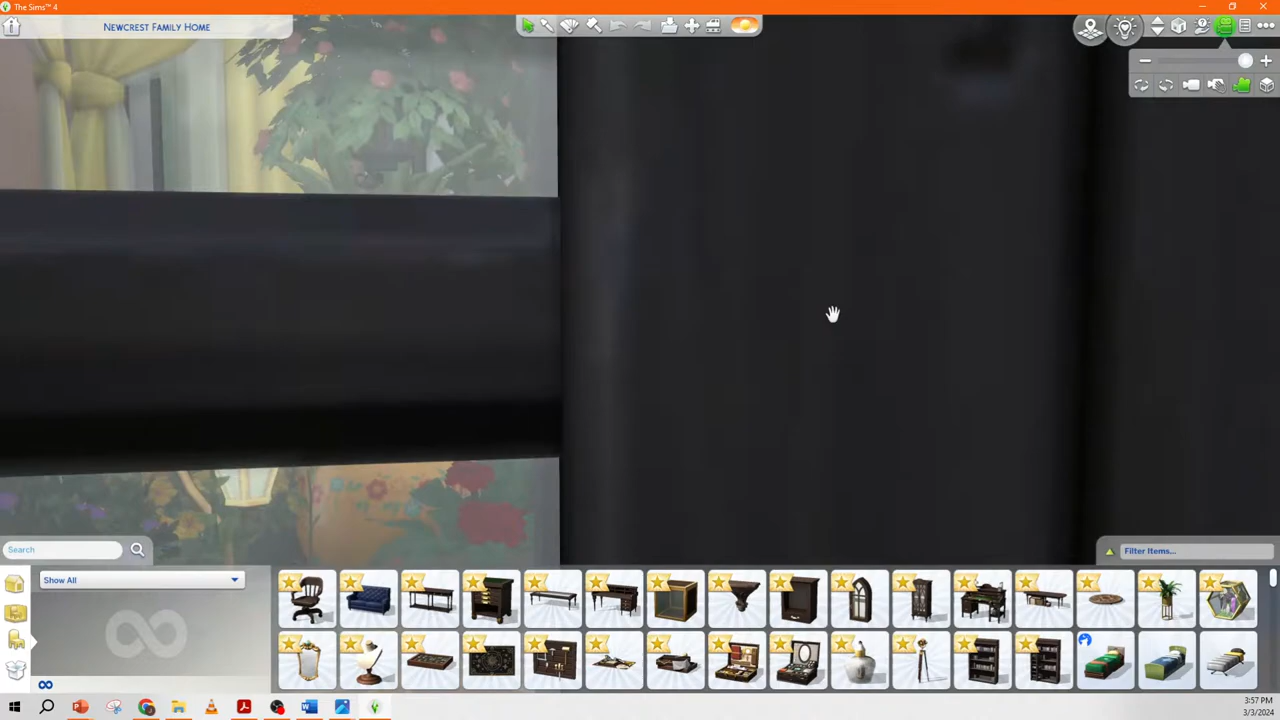 The Sims™ 4
NEWCREST FAMILY HOME
Search
Filter Items...
Show All
3:57 PM
3/3/2024